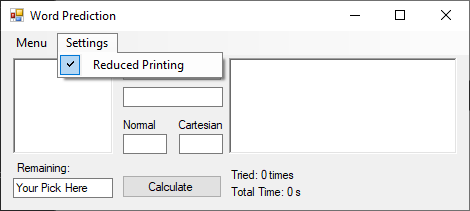 Word Prediction
Menu Settings
Reduced Printing
Normal Cartesian
Remaining:
Your Pick Here
Calculate
Tried: 0 times
Total Time: 0 s